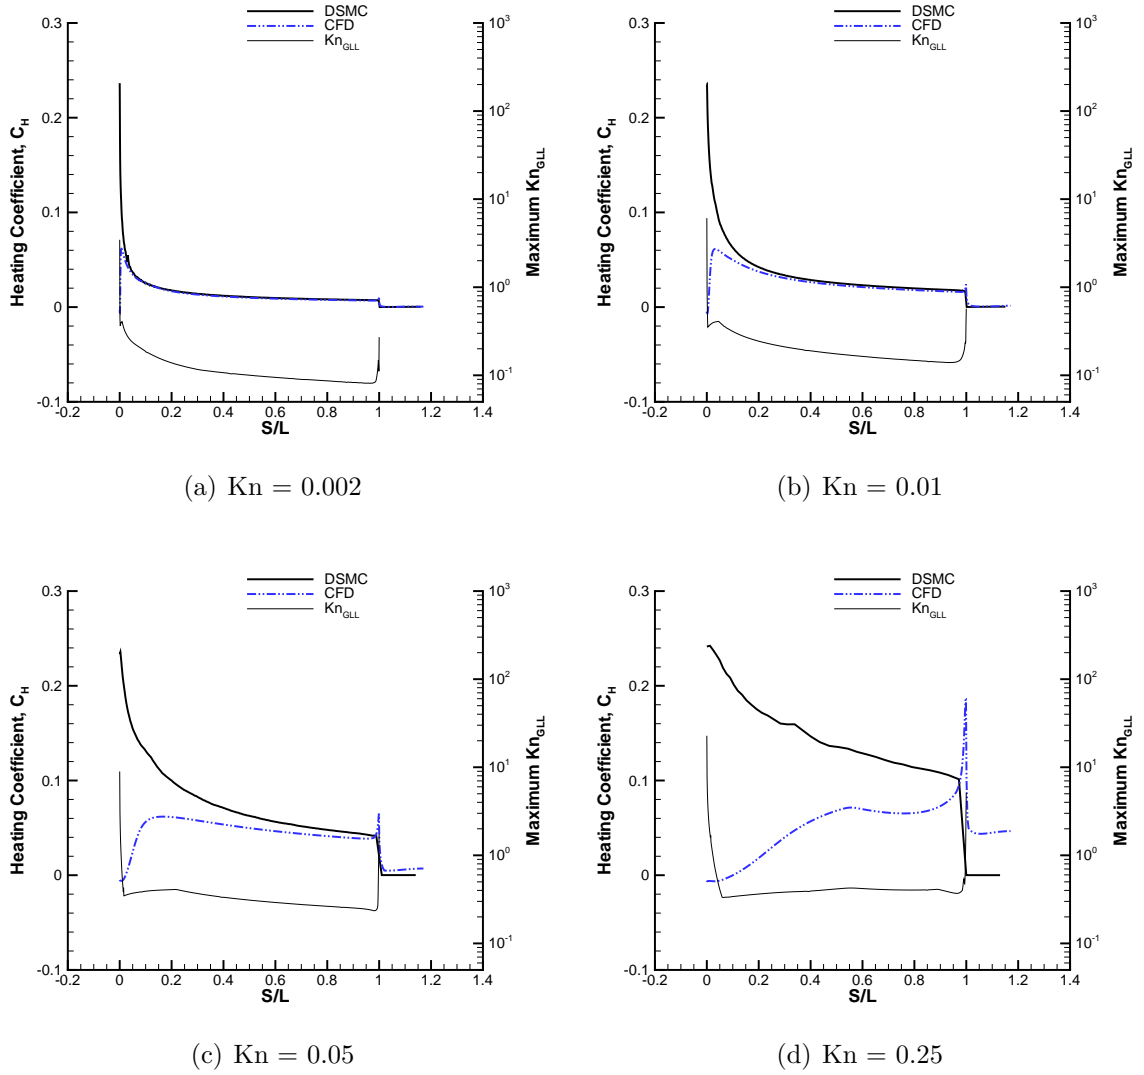 DSMC
CFD
Kn_GLL
Heating Coefficient, C_H
0.3
0.2
0.1
0
-0.1
-0.2 0 0.2 0.4 0.6 0.8 1 1.2 1.4
S/L
10^3
10^2
10^1
10^0
10^-1
Maximum Kn_GLL
(a) Kn = 0.002
DSMC
CFD
Kn_GLL
Heating Coefficient, C_H
0.3
0.2
0.1
0
-0.1
-0.2 0 0.2 0.4 0.6 0.8 1 1.2 1.4
S/L
10^3
10^2
10^1
10^0
10^-1
Maximum Kn_GLL
(b) Kn = 0.01
DSMC
CFD
Kn_GLL
Heating Coefficient, C_H
0.3
0.2
0.1
0
-0.1
-0.2 0 0.2 0.4 0.6 0.8 1 1.2 1.4
S/L
10^3
10^2
10^1
10^0
10^-1
Maximum Kn_GLL
(c) Kn = 0.05
DSMC
CFD
Kn_GLL
Heating Coefficient, C_H
0.3
0.2
0.1
0
-0.1
-0.2 0 0.2 0.4 0.6 0.8 1 1.2 1.4
S/L
10^3
10^2
10^1
10^0
10^-1
Maximum Kn_GLL
(d) Kn = 0.25